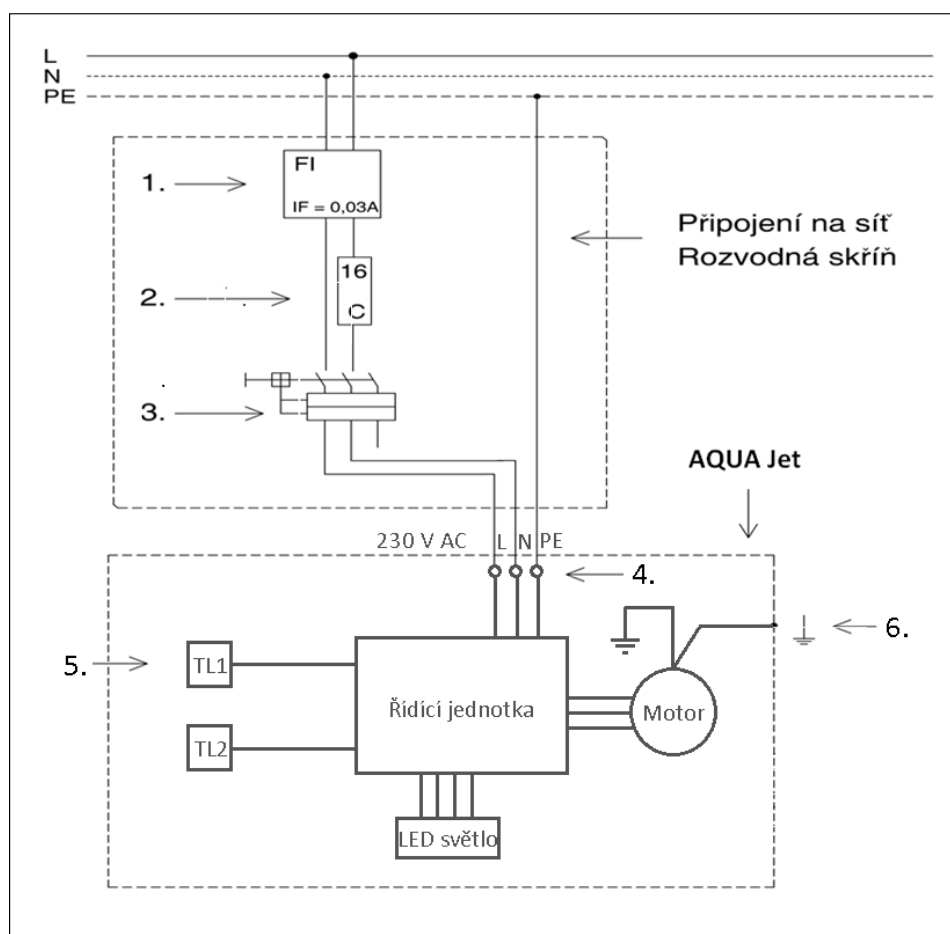 L
N
PE
1.
FI
IF = 0,03A
Připojení na síť
Rozvodná skříň
2.
16
C
3.
AQUA Jet
230 V AC L N PE
4.
5.
TL1
Řídící jednotka
Motor
6.
TL2
LED světlo